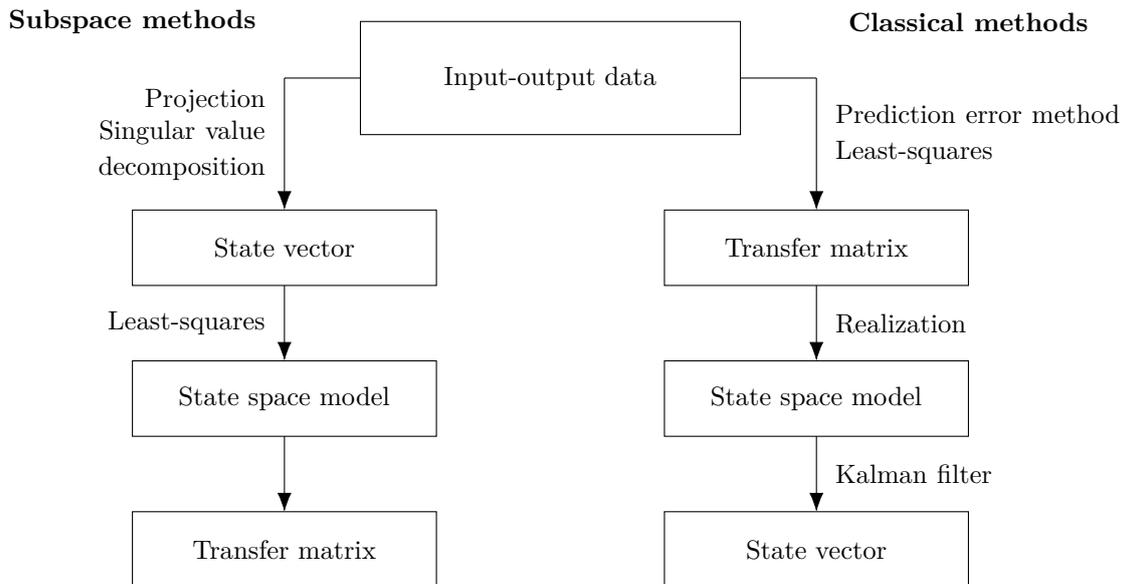 Subspace methods
Classical methods
Input-output data
Projection
Singular value
decomposition
Prediction error method
Least-squares
State vector
Transfer matrix
Least-squares
Realization
State space model
State space model
Kalman filter
Transfer matrix
State vector